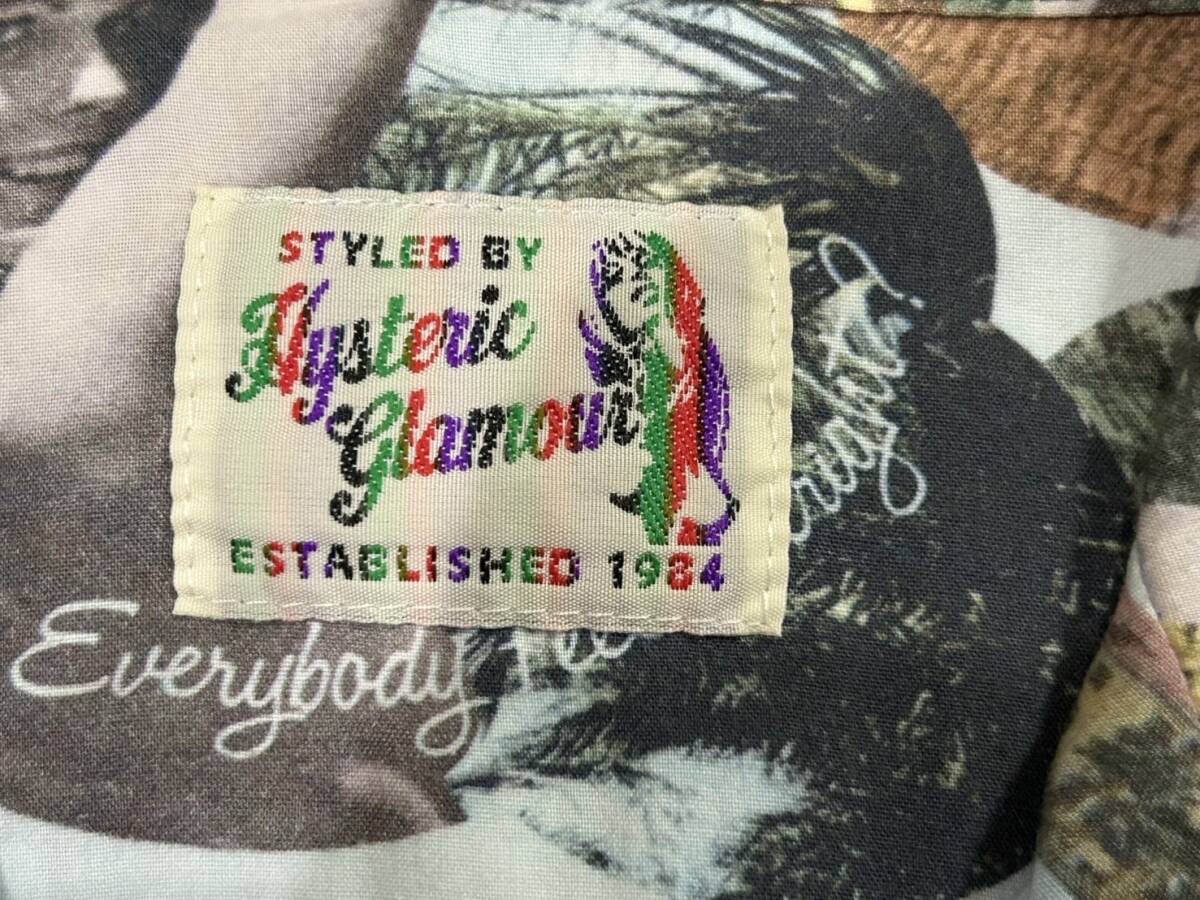 STYLED BY
Hysteric
Glamour
ESTABLISHED 1984
Everybody